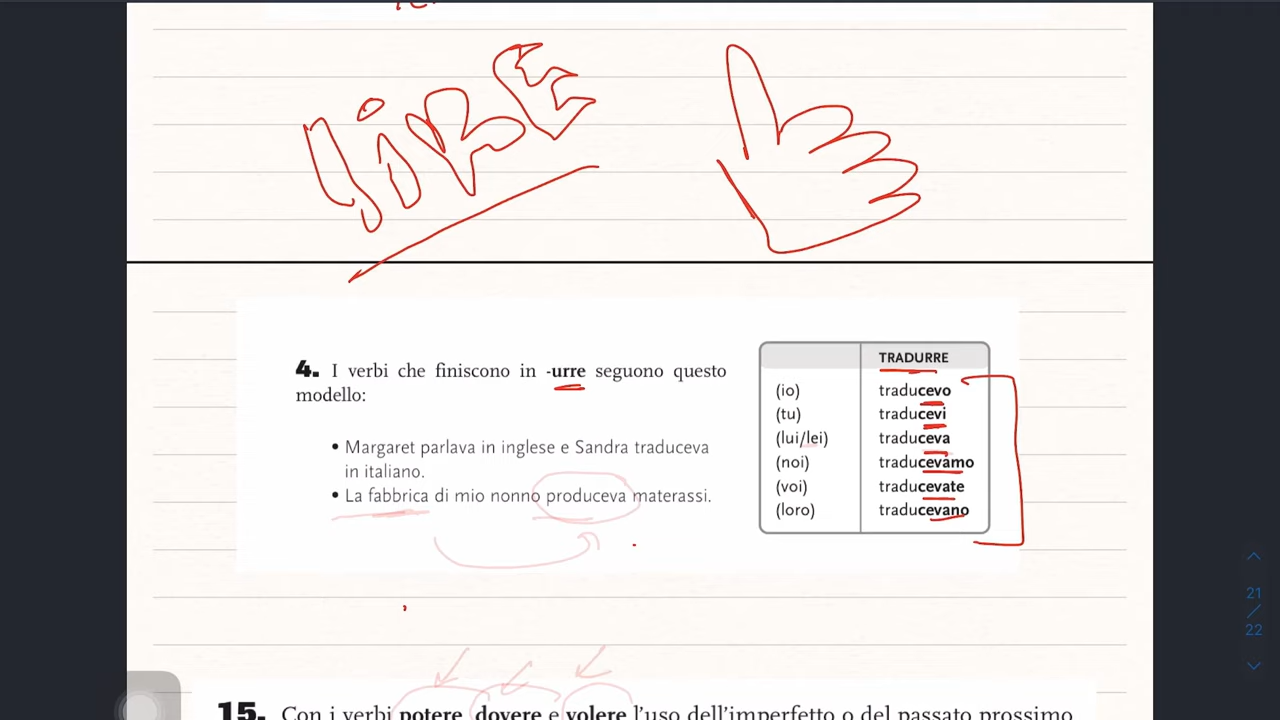 4. I verbi che finiscono in -urre seguono questo
modello:
• Margaret parlava in inglese e Sandra traduceva
in italiano.
• La fabbrica di mio nonno produceva materassi.
TRADURRE
(io) traducevo
(tu) traducevi
(lui/lei) traduceva
(noi) traducevamo
(voi) traducevate
(loro) traducevano
21
/
22
15. Con i verbi potere dovere e volere l'uso dell'imperfetto o del passato prossimo